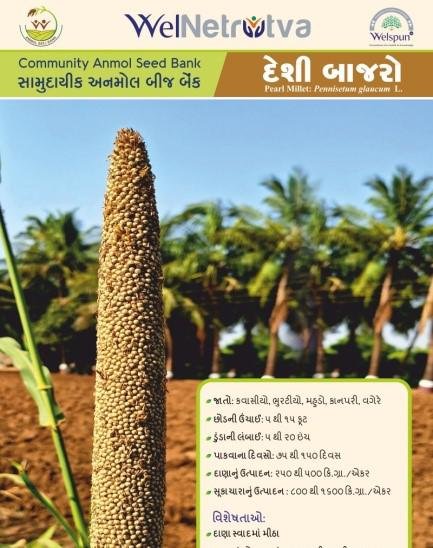 WelNetrutva
Welspun
Community Anmol Seed Bank
સામુદાયીક અનમોલ બીજ બેંક
દેશી બાજરો
Pearl Millet: Pennisetum glaucum L.
જાતો: કવાસીયો, ભુરટીયો, મહુડો, કાનપરી, વગેરે
છોડની ઉંચાઈ: ૫ થી ૧૫ ફૂટ
ડુંડાની લંબાઈ: ૫ થી ૨૦ ઇંચ
પાકવાના દિવસો: ૭૫ થી ૧૫૦ દિવસ
દાણાનું ઉત્પાદન: ૨૫૦ થી ૫૦૦ કિ.ગ્રા./એકર
સૂકાચારાનું ઉત્પાદન : ૮૦૦ થી ૧૬૦૦ કિ.ગ્રા./એકર
વિશેષતાઓ:
દાણા સ્વાદમાં મીઠા